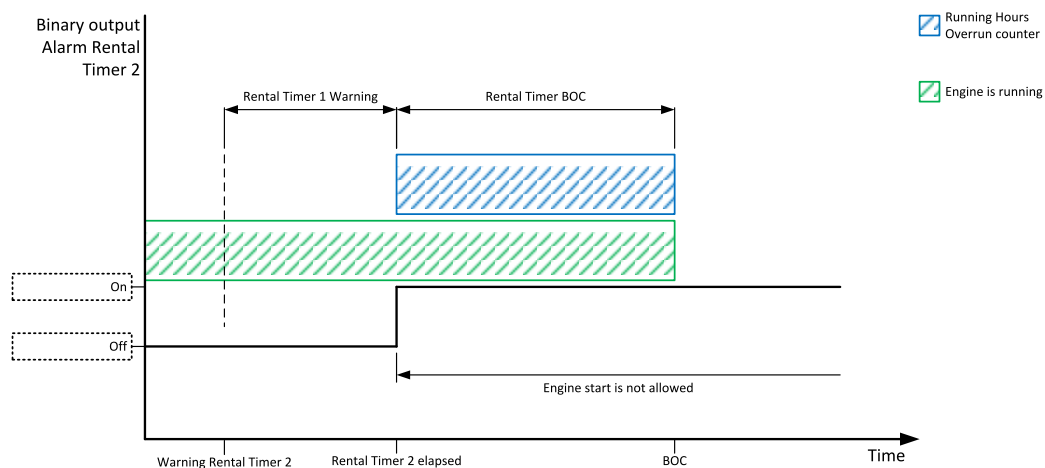 Binary output
Alarm Rental
Timer 2
Running Hours
Overrun counter
Engine is running
Rental Timer 1 Warning
Rental Timer BOC
On
Off
Engine start is not allowed
Time
Warning Rental Timer 2
Rental Timer 2 elapsed
BOC